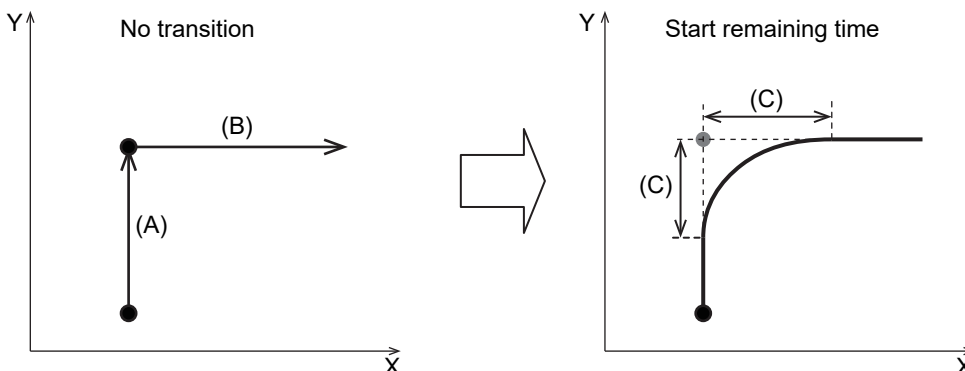 Y
No transition
(B)
(A)
X
Y
Start remaining time
(C)
(C)
X